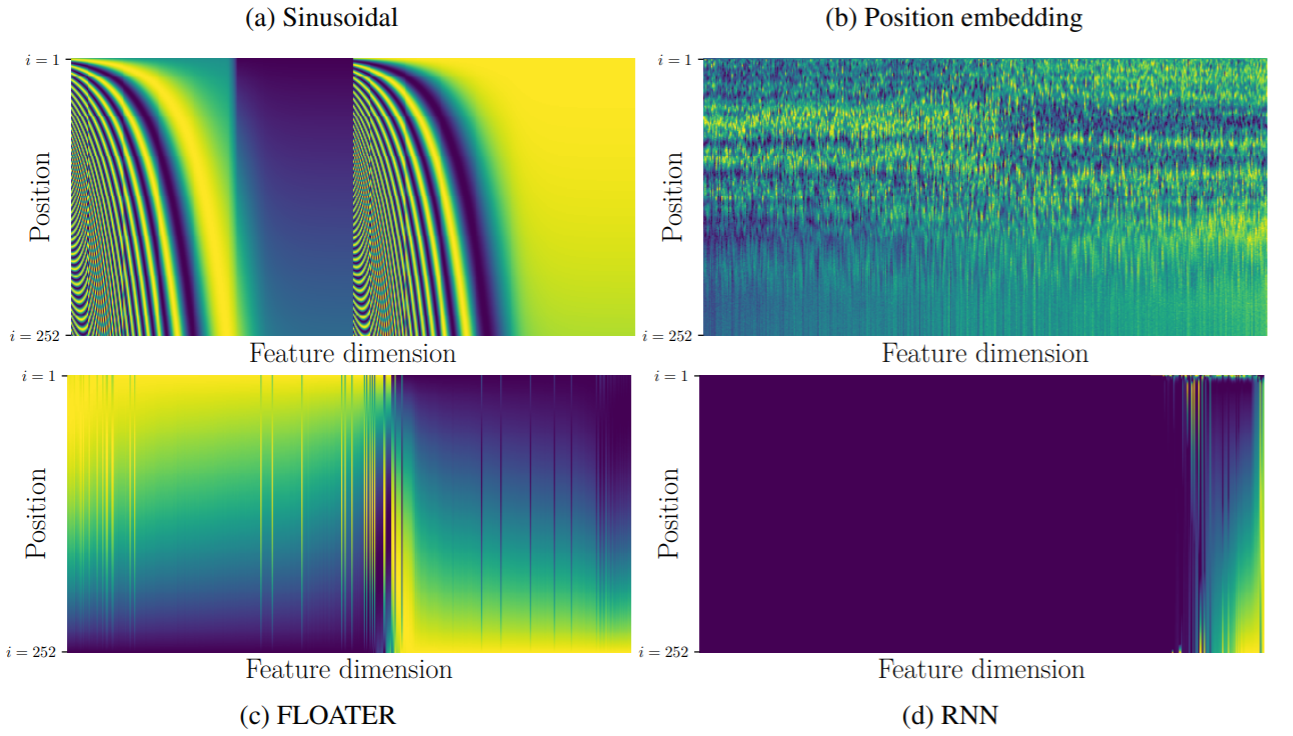 (a) Sinusoidal
(b) Position embedding
i = 1
Position
i = 252
Feature dimension
i = 1
Position
i = 252
Feature dimension
i = 1
Position
i = 252
Feature dimension
i = 1
Position
i = 252
Feature dimension
(c) FLOATER
(d) RNN